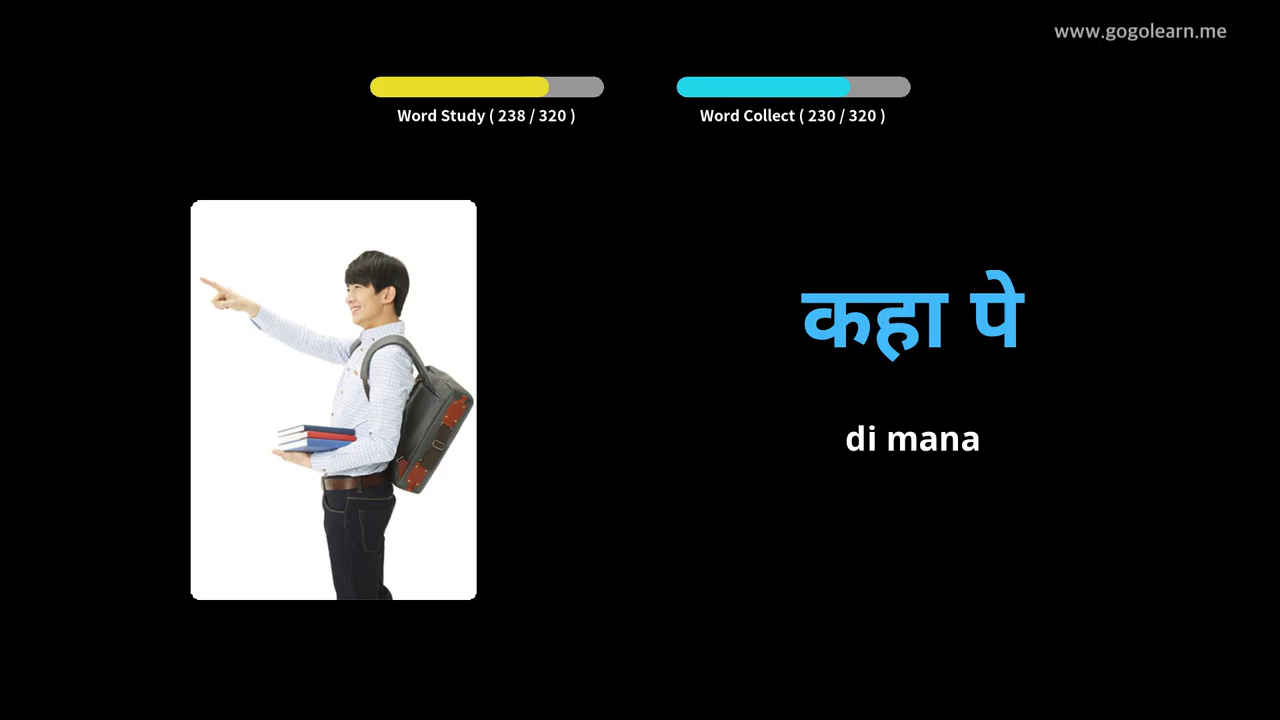 www.gogolearn.me
Word Study ( 238 / 320 )
Word Collect ( 230 / 320 )
कहा पे
di mana